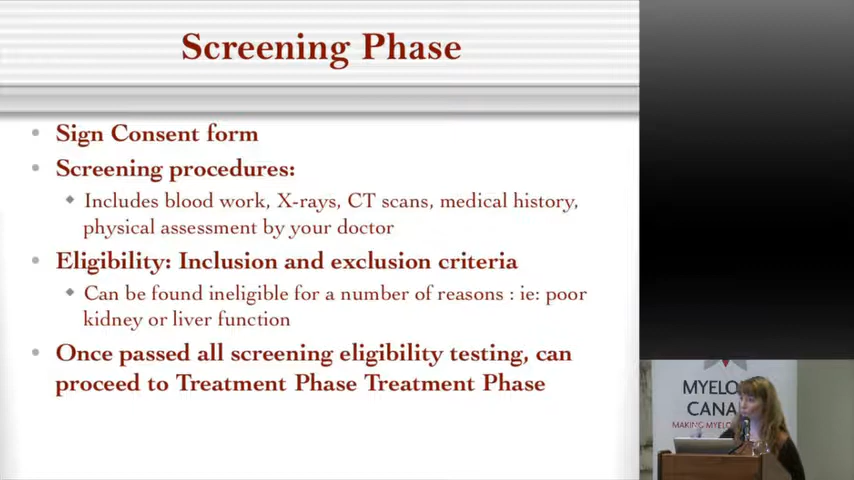 Screening Phase
Sign Consent form
Screening procedures:
Includes blood work, X-rays, CT scans, medical history,
physical assessment by your doctor
Eligibility: Inclusion and exclusion criteria
Can be found ineligible for a number of reasons : ie: poor
kidney or liver function
Once passed all screening eligibility testing, can
proceed to Treatment Phase Treatment Phase
MYELO
CANA
MAKING MYELO